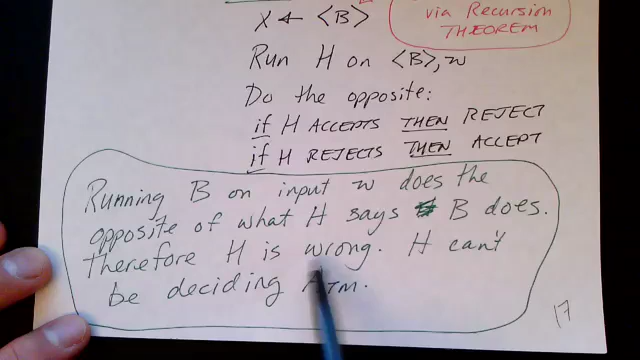 X ← <B>
via Recursion
THEOREM
Run H on <B>, w
Do the opposite:
if H ACCEPTS THEN REJECT
if H REJECTS THEN ACCEPT
Running B on input w does the
opposite of what H says B does.
Therefore H is wrong. H can't
be deciding ATM.
17